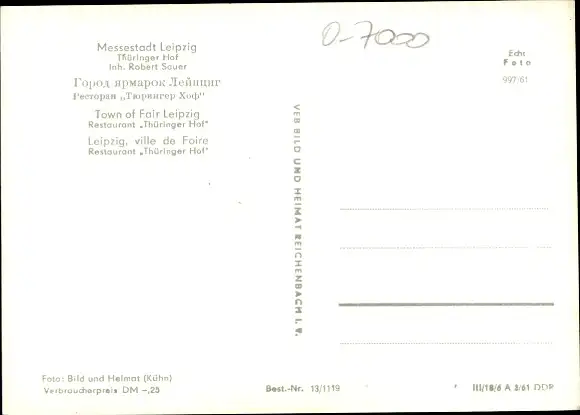 Messestadt Leipzig
Thüringer Hof
Inh. Robert Sauer
Город ярмарок Лейпциг
Ресторан „Тюрингер Хоф"
Town of Fair Leipzig
Restaurant „Thüringer Hof"
Leipzig, ville de Foire
Restaurant „Thüringer Hof"
0-7000
Echt
Foto
997/61
VEB BILD UND HEIMAT REICHENBACH I. V.
Foto: Bild und Heimat (Kühn)
Verbraucherpreis DM –,25
Best.-Nr. 13/1119
III/18/6 A 3/61 DDR